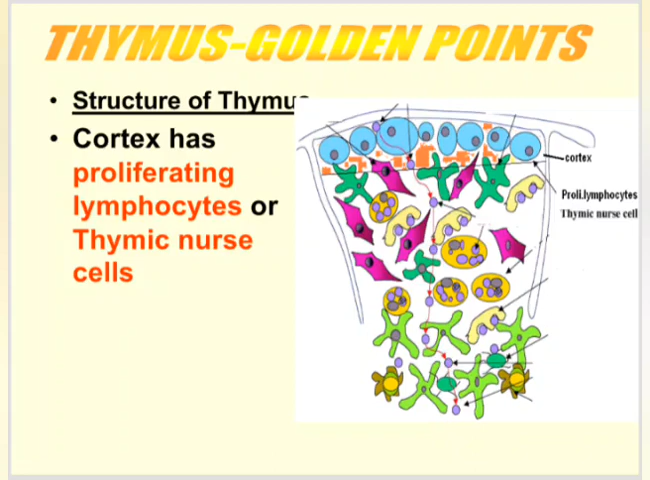 THYMUS-GOLDEN POINTS
• Structure of Thymus
• Cortex has
proliferating
lymphocytes or
Thymic nurse
cells
cortex
Proli.lymphocytes
Thymic nurse cell